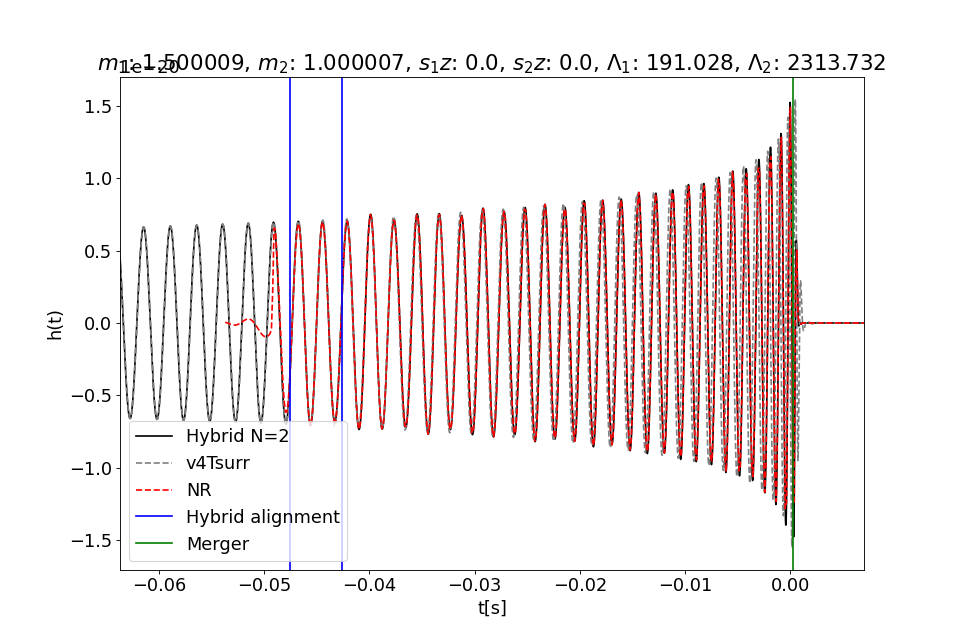 m₁: 1.500009, m₂: 1.000007, s₁z: 0.0, s₂z: 0.0, Λ₁: 191.028, Λ₂: 2313.732
1e−20
1.5
1.0
0.5
0.0
−0.5
−1.0
−1.5
h(t)
Hybrid N=2
v4Tsurr
NR
Hybrid alignment
Merger
−0.06 −0.05 −0.04 −0.03 −0.02 −0.01 0.00
t[s]